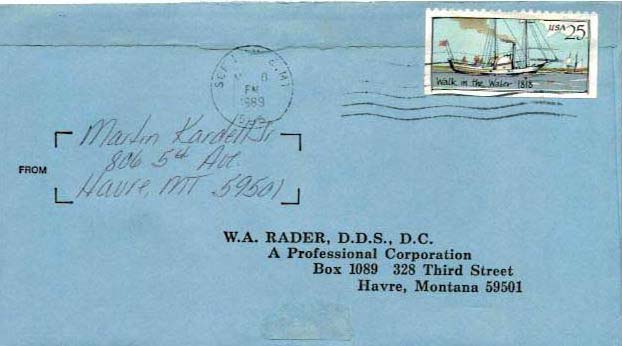 USA 25
Walk in the Water 1818
PM
1989
Martin Kardell Jr
806 5th Ave.
Havre, MT 59501
FROM
W.A. RADER, D.D.S., D.C.
A Professional Corporation
Box 1089 328 Third Street
Havre, Montana 59501